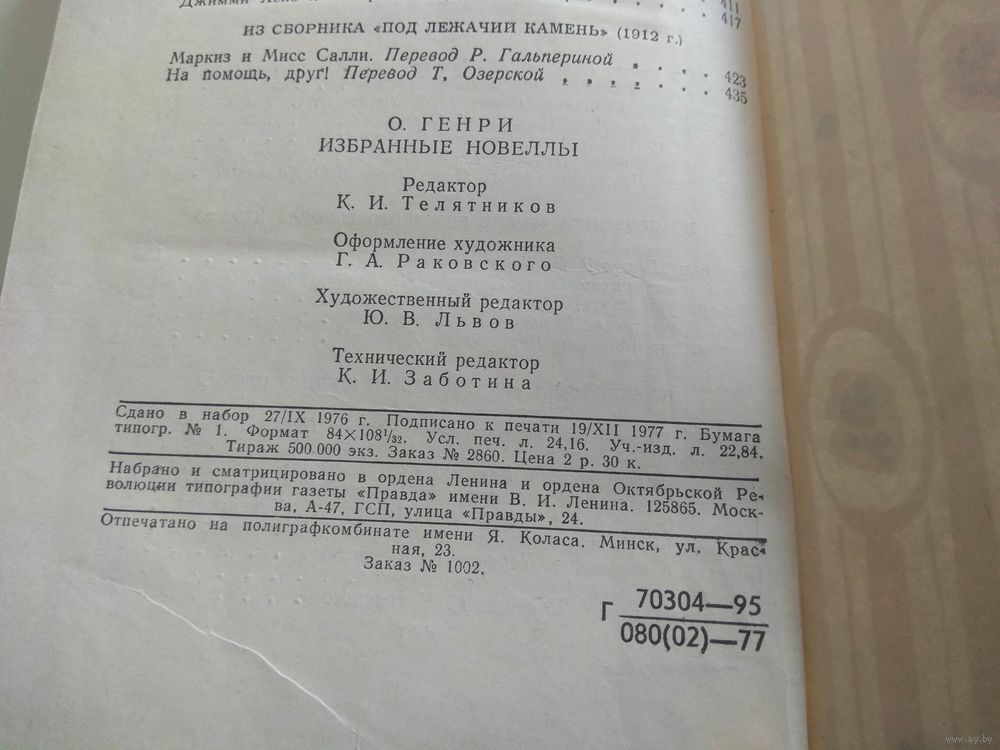 411
417
ИЗ СБОРНИКА «ПОД ЛЕЖАЧИЙ КАМЕНЬ» (1912 г.)
Маркиз и Мисс Салли. Перевод Р. Гальпериной . . . . 423
На помощь, друг! Перевод Т. Озерской . . . . . . . 435
О. ГЕНРИ
ИЗБРАННЫЕ НОВЕЛЛЫ
Редактор
К. И. Телятников
Оформление художника
Г. А. Раковского
Художественный редактор
Ю. В. Львов
Технический редактор
К. И. Заботина
Сдано в набор 27/IX 1976 г. Подписано к печати 19/XII 1977 г. Бумага
типогр. № 1. Формат 84×108¹/₃₂. Усл. печ. л. 24,16. Уч.-изд. л. 22,84.
Тираж 500 000 экз. Заказ № 2860. Цена 2 р. 30 к.
Набрано и сматрицировано в ордена Ленина и ордена Октябрьской Ре-
волюции типографии газеты «Правда» имени В. И. Ленина. 125865. Моск-
ва, А-47, ГСП, улица «Правды», 24.
Отпечатано на полиграфкомбинате имени Я. Коласа. Минск, ул. Крас-
ная, 23.
Заказ № 1002.
Г 70304—95
080(02)—77
www.ay.by